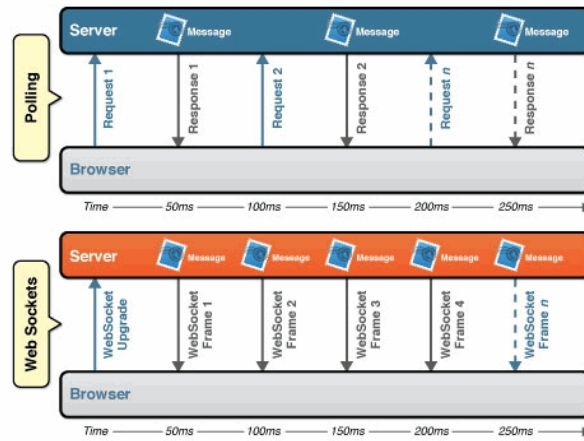 Polling
Server
Message
Message
Message
Request 1
Response 1
Request 2
Response 2
Request n
Response n
Browser
Time 50ms 100ms 150ms 200ms 250ms
Web Sockets
Server
Message
Message
Message
Message
Message
WebSocket
Upgrade
WebSocket
Frame 1
WebSocket
Frame 2
WebSocket
Frame 3
WebSocket
Frame 4
WebSocket
Frame n
Browser
Time 50ms 100ms 150ms 200ms 250ms